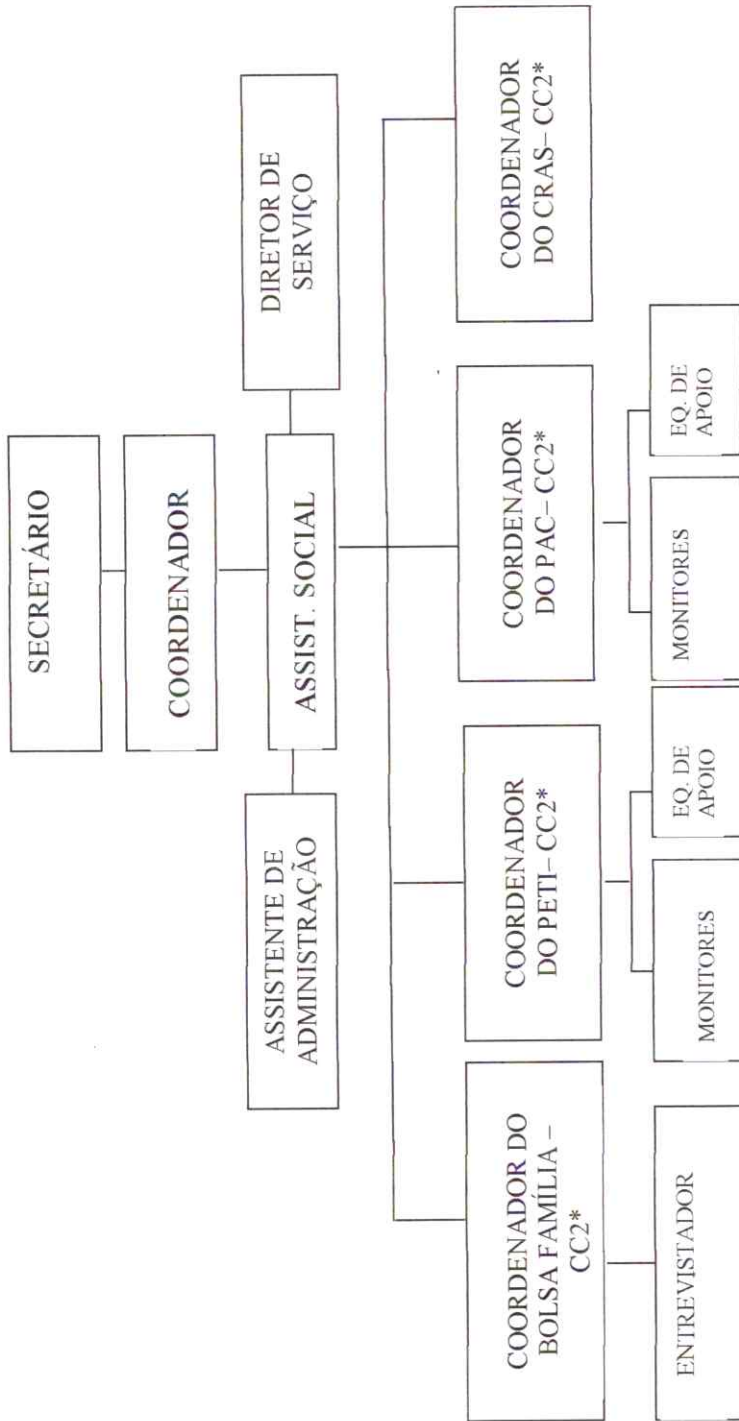 SECRETÁRIO
COORDENADOR
ASSISTENTE DE
ADMINISTRAÇÃO
ASSIST. SOCIAL
DIRETOR DE
SERVIÇO
COORDENADOR DO
BOLSA FAMÍLIA –
CC2*
COORDENADOR
DO PETI– CC2*
COORDENADOR
DO PAC– CC2*
COORDENADOR
DO CRAS– CC2*
ENTREVISTADOR
MONITORES
EQ. DE
APOIO
MONITORES
EQ. DE
APOIO